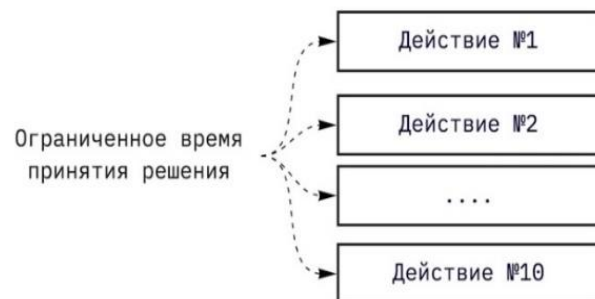 Действие №1
Действие №2
Ограниченное время
принятия решения
....
Действие №10